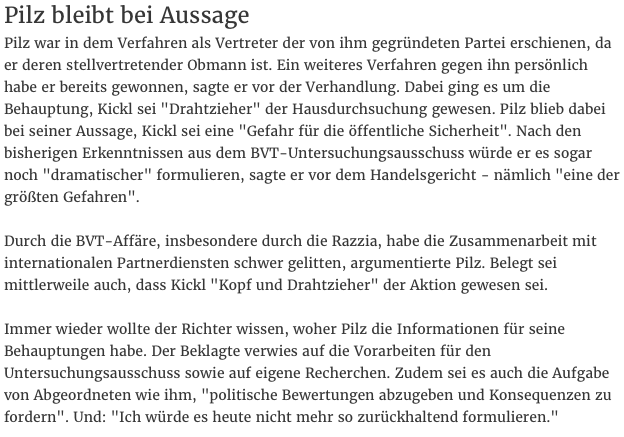 Pilz bleibt bei Aussage
Pilz war in dem Verfahren als Vertreter der von ihm gegründeten Partei erschienen, da
er deren stellvertretender Obmann ist. Ein weiteres Verfahren gegen ihn persönlich
habe er bereits gewonnen, sagte er vor der Verhandlung. Dabei ging es um die
Behauptung, Kickl sei "Drahtzieher" der Hausdurchsuchung gewesen. Pilz blieb dabei
bei seiner Aussage, Kickl sei eine "Gefahr für die öffentliche Sicherheit". Nach den
bisherigen Erkenntnissen aus dem BVT-Untersuchungsausschuss würde er es sogar
noch "dramatischer" formulieren, sagte er vor dem Handelsgericht - nämlich "eine der
größten Gefahren".
Durch die BVT-Affäre, insbesondere durch die Razzia, habe die Zusammenarbeit mit
internationalen Partnerdiensten schwer gelitten, argumentierte Pilz. Belegt sei
mittlerweile auch, dass Kickl "Kopf und Drahtzieher" der Aktion gewesen sei.
Immer wieder wollte der Richter wissen, woher Pilz die Informationen für seine
Behauptungen habe. Der Beklagte verwies auf die Vorarbeiten für den
Untersuchungsausschuss sowie auf eigene Recherchen. Zudem sei es auch die Aufgabe
von Abgeordneten wie ihm, "politische Bewertungen abzugeben und Konsequenzen zu
fordern". Und: "Ich würde es heute nicht mehr so zurückhaltend formulieren."